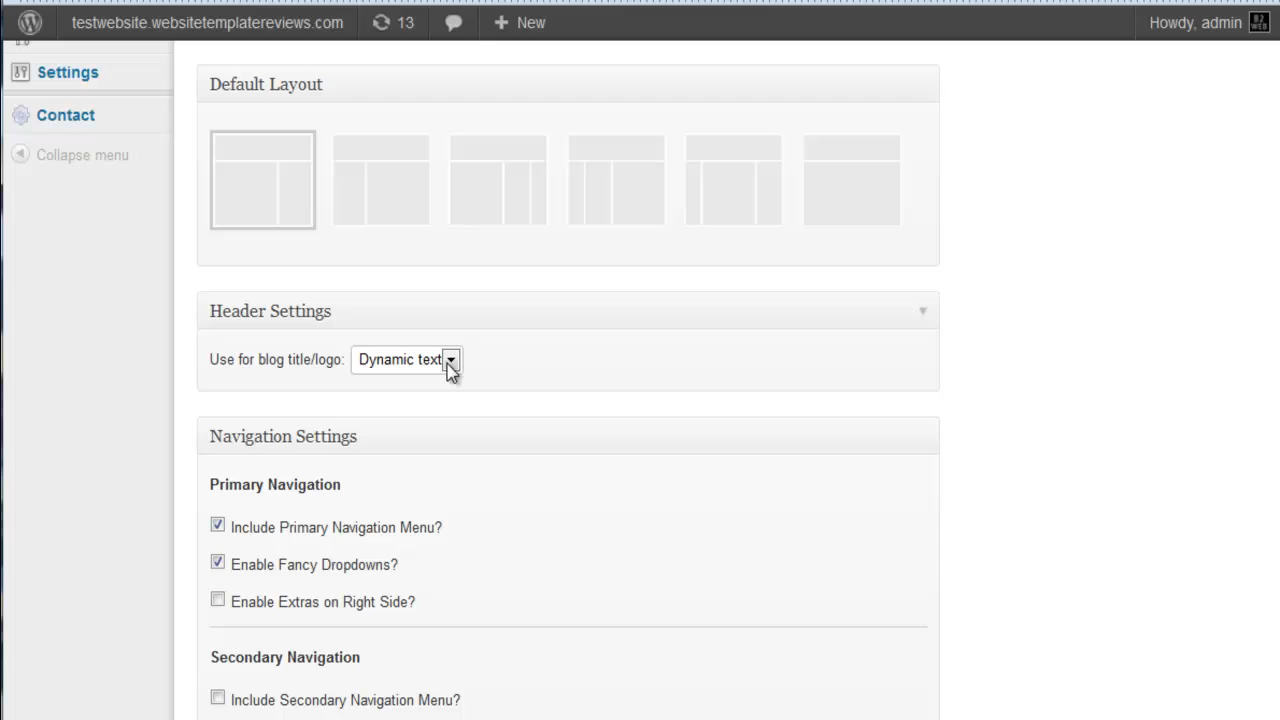 testwebsite.websitetemplatereviews.com 13 New Howdy, admin
Settings
Contact
Collapse menu
Default Layout
Header Settings
Use for blog title/logo: Dynamic text
Navigation Settings
Primary Navigation
Include Primary Navigation Menu?
Enable Fancy Dropdowns?
Enable Extras on Right Side?
Secondary Navigation
Include Secondary Navigation Menu?